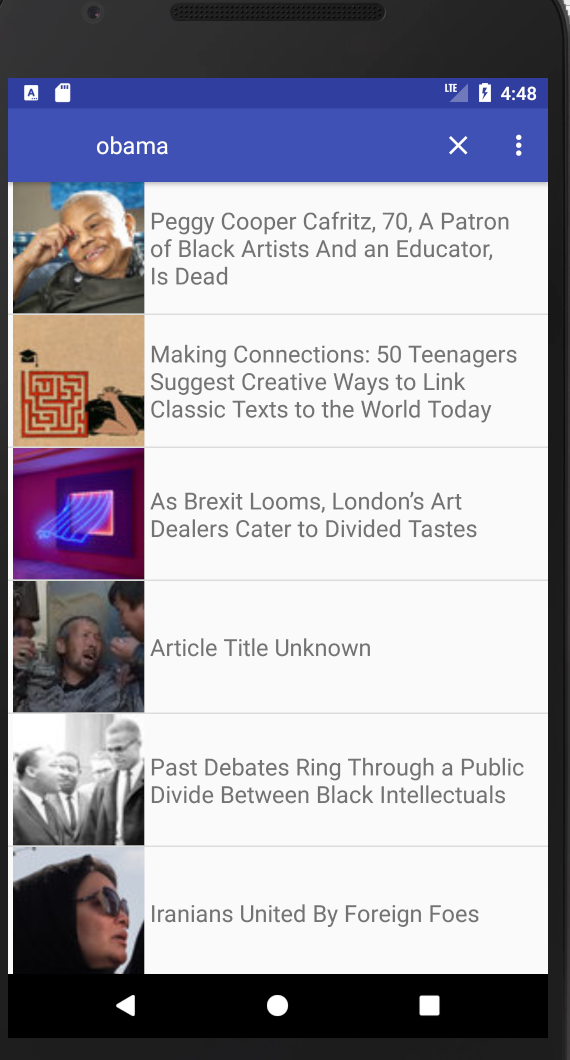 LTE 4:48
obama
Peggy Cooper Cafritz, 70, A Patron
of Black Artists And an Educator,
Is Dead
Making Connections: 50 Teenagers
Suggest Creative Ways to Link
Classic Texts to the World Today
As Brexit Looms, London’s Art
Dealers Cater to Divided Tastes
Article Title Unknown
Past Debates Ring Through a Public
Divide Between Black Intellectuals
Iranians United By Foreign Foes